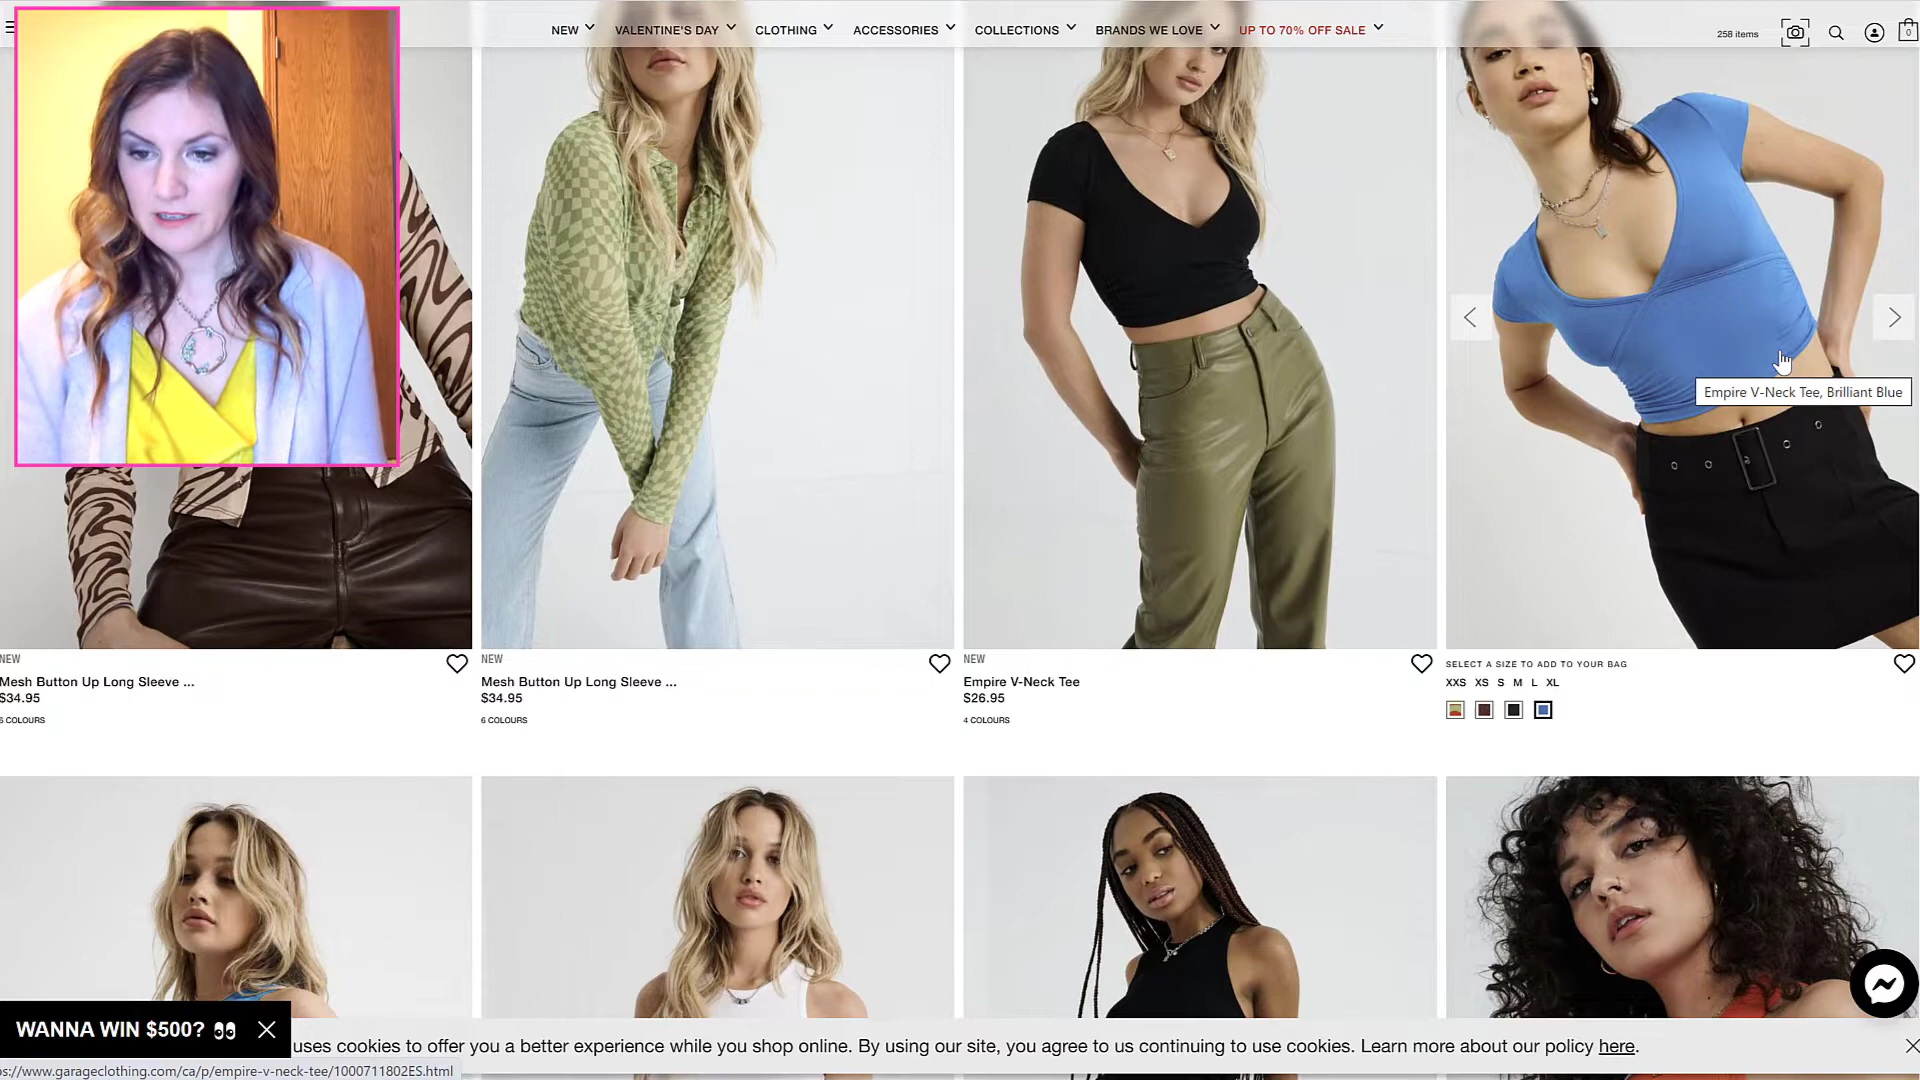 NEW VALENTINE'S DAY CLOTHING ACCESSORIES COLLECTIONS BRANDS WE LOVE UP TO 70% OFF SALE
258 items
0
Empire V-Neck Tee, Brilliant Blue
NEW
Mesh Button Up Long Sleeve ...
$34.95
6 COLOURS
NEW
Mesh Button Up Long Sleeve ...
$34.95
6 COLOURS
NEW
Empire V-Neck Tee
$26.95
4 COLOURS
SELECT A SIZE TO ADD TO YOUR BAG
XXS XS S M L XL
WANNA WIN $500? 👀
uses cookies to offer you a better experience while you shop online. By using our site, you agree to us continuing to use cookies. Learn more about our policy here.
ps://www.garageclothing.com/ca/p/empire-v-neck-tee/1000711802ES.html